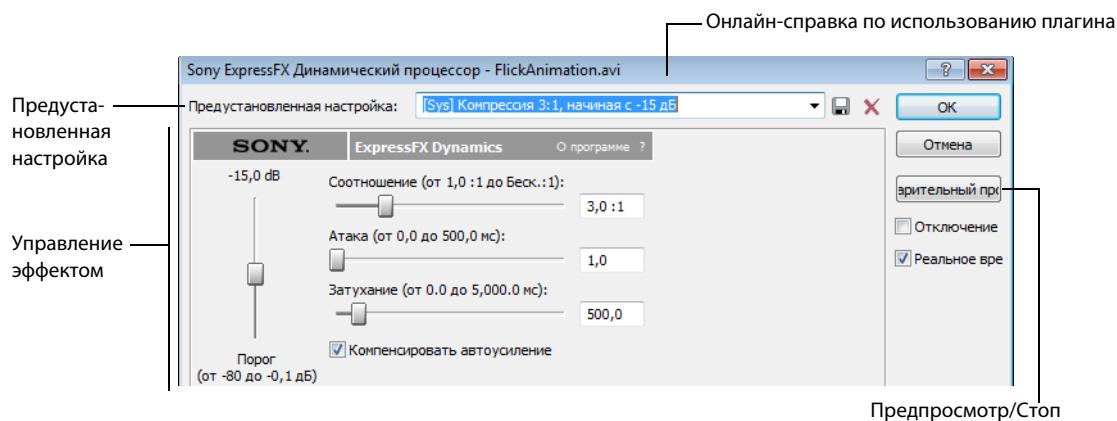 Онлайн-справка по использованию плагина
Sony ExpressFX Динамический процессор - FlickAnimation.avi
?
Предуста-
новленная
настройка
Предустановленная настройка:
[Sys] Компрессия 3:1, начиная с -15 дБ
OK
SONY.
ExpressFX Dynamics
О программе ?
Отмена
-15,0 dB
Соотношение (от 1,0 :1 до Беск.:1):
3,0 :1
зрительный про
Отключение
Управление
эффектом
Атака (от 0,0 до 500,0 мс):
1,0
Реальное вре
Затухание (от 0.0 до 5,000.0 мс):
500,0
Компенсировать автоусиление
Порог
(от -80 до -0,1 дБ)
Предпросмотр/Стоп